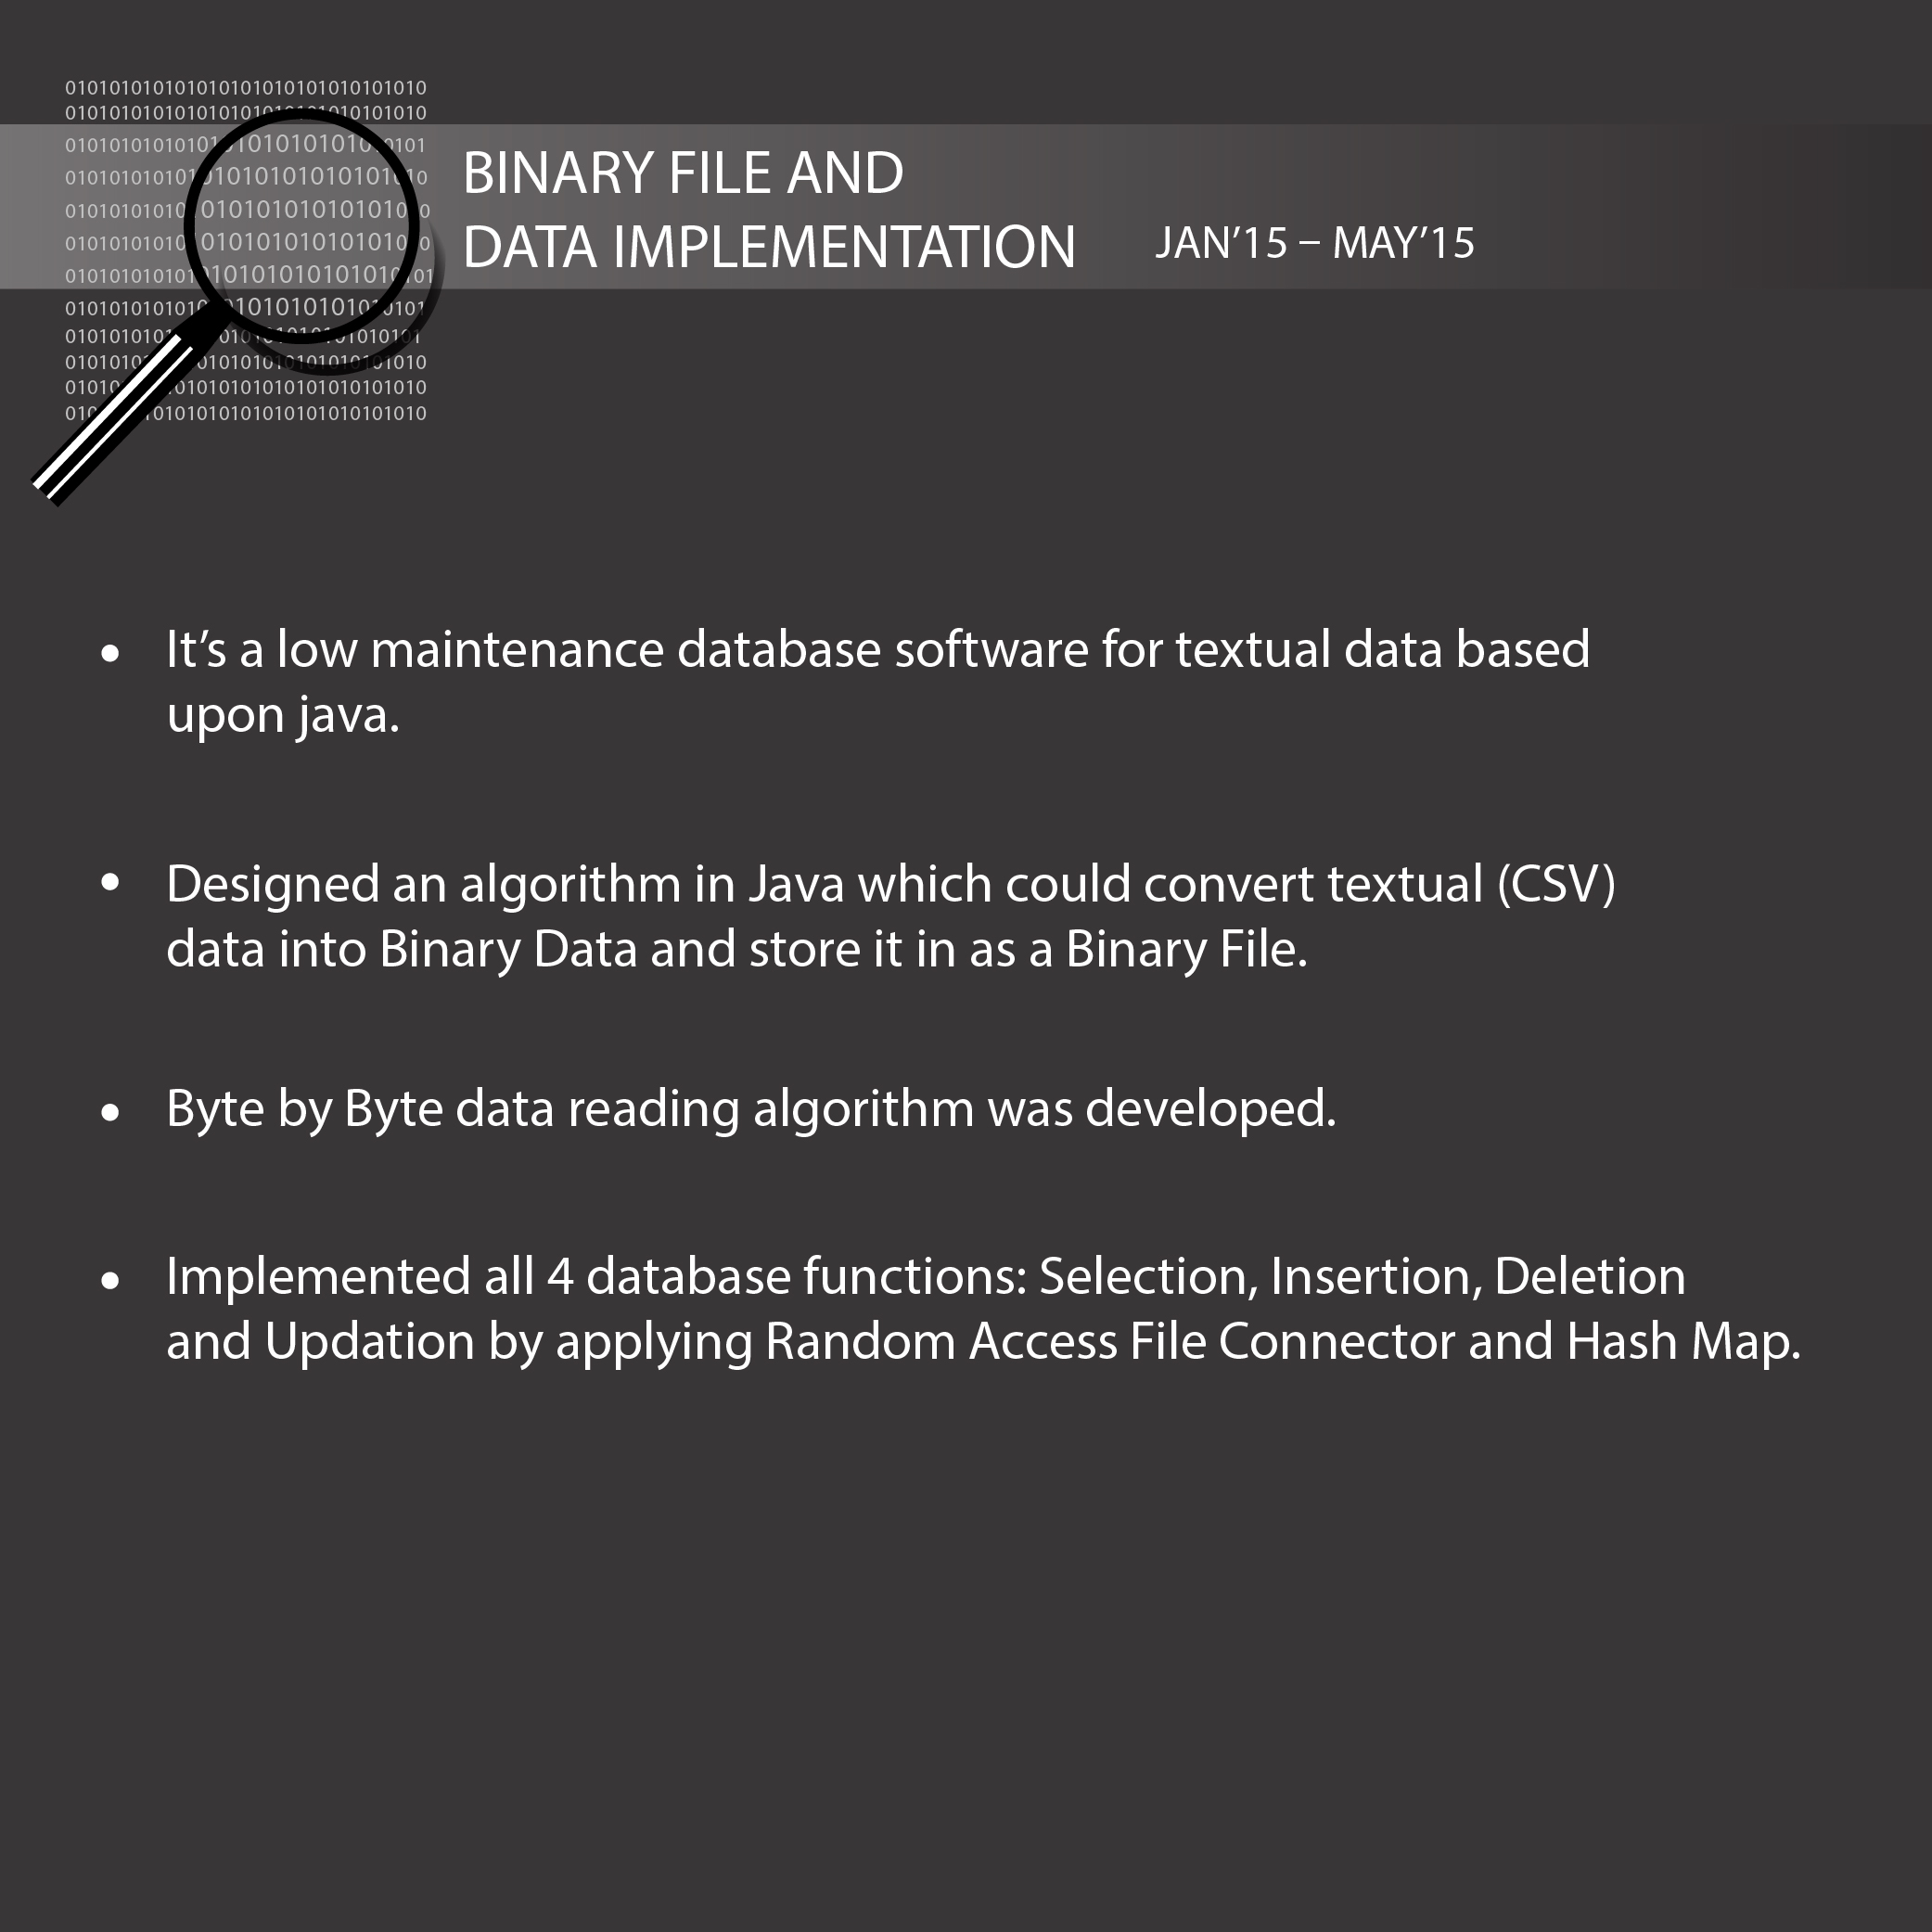 010101010101010101010101010101010
BINARY FILE AND
DATA IMPLEMENTATION JAN’15 – MAY’15
010101010101010101010101010101010
• It’s a low maintenance database software for textual data based
upon java.
• Designed an algorithm in Java which could convert textual (CSV)
data into Binary Data and store it in as a Binary File.
• Byte by Byte data reading algorithm was developed.
• Implemented all 4 database functions: Selection, Insertion, Deletion
and Updation by applying Random Access File Connector and Hash Map.